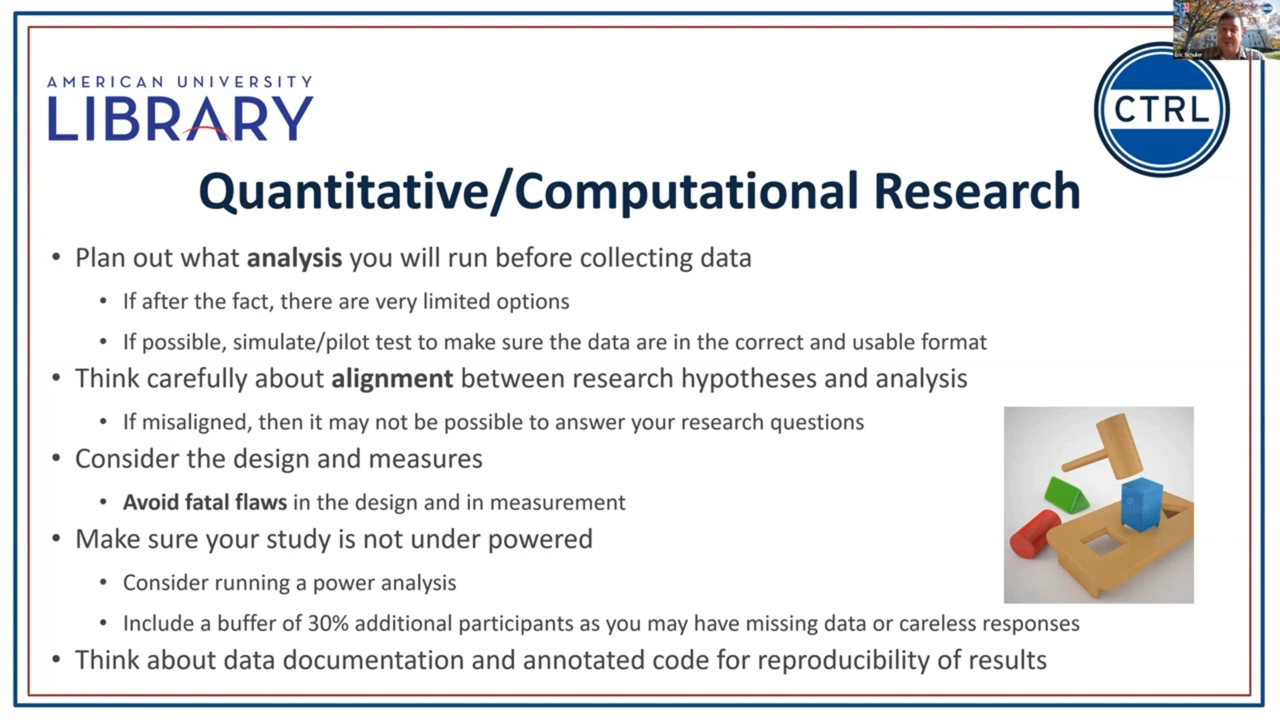 AMERICAN UNIVERSITY
LIBRARY
CTRL
Quantitative/Computational Research
• Plan out what analysis you will run before collecting data
• If after the fact, there are very limited options
• If possible, simulate/pilot test to make sure the data are in the correct and usable format
• Think carefully about alignment between research hypotheses and analysis
• If misaligned, then it may not be possible to answer your research questions
• Consider the design and measures
• Avoid fatal flaws in the design and in measurement
• Make sure your study is not under powered
• Consider running a power analysis
• Include a buffer of 30% additional participants as you may have missing data or careless responses
• Think about data documentation and annotated code for reproducibility of results